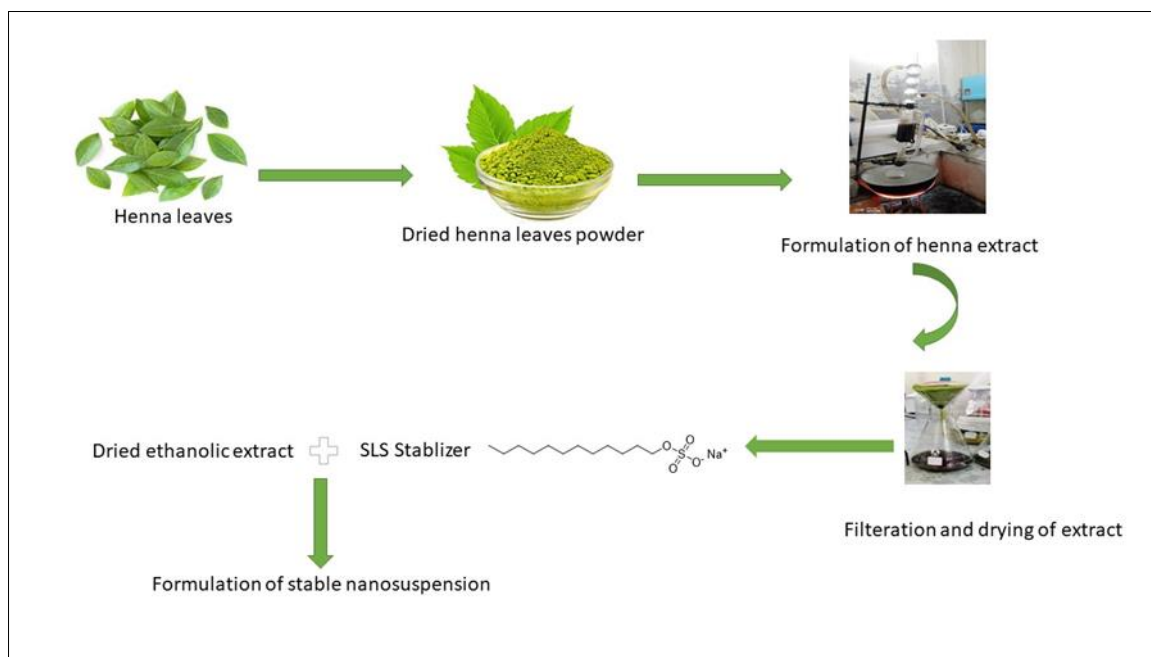 Henna leaves
Dried henna leaves powder
Formulation of henna extract
Filteration and drying of extract
Dried ethanolic extract
SLS Stablizer
O
S
O
O
O-
Na+
Formulation of stable nanosuspension